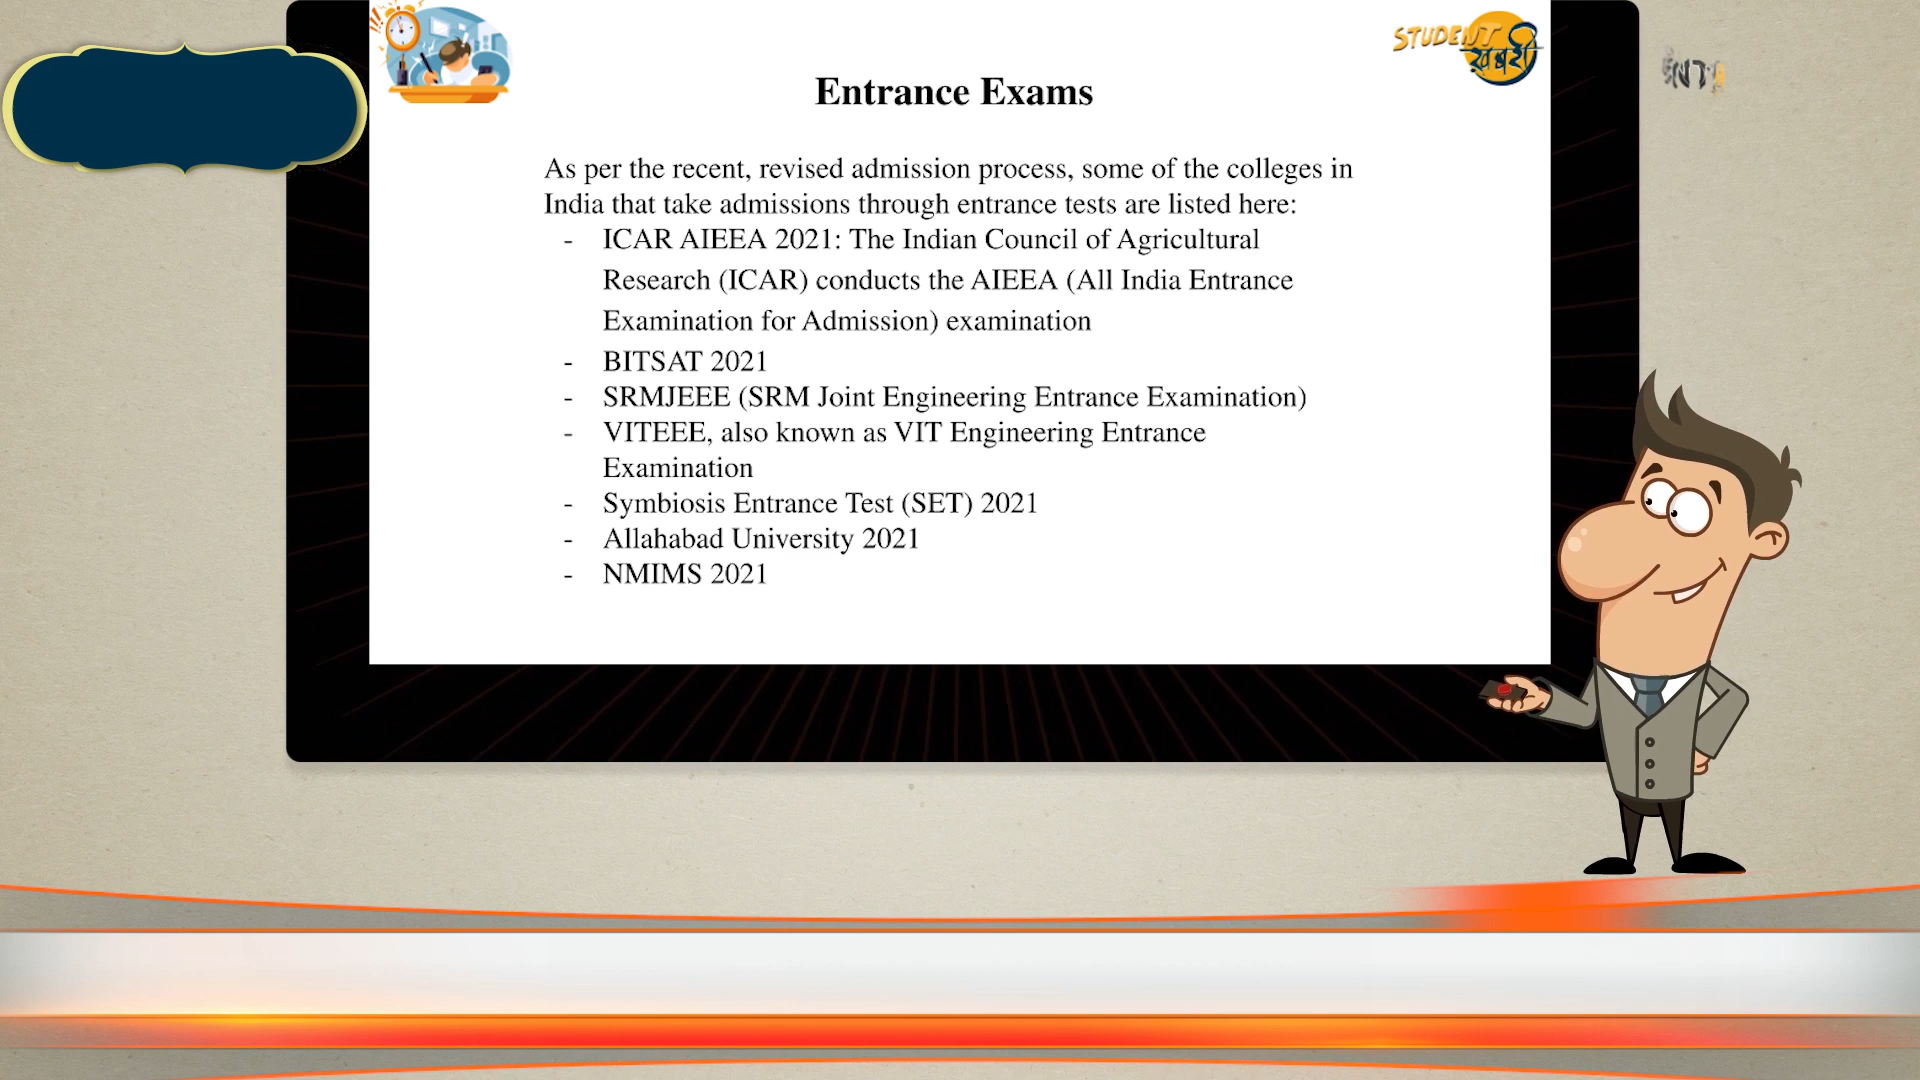 STUDENT
ख़बरी
Entrance Exams
As per the recent, revised admission process, some of the colleges in
India that take admissions through entrance tests are listed here:
- ICAR AIEEA 2021: The Indian Council of Agricultural
Research (ICAR) conducts the AIEEA (All India Entrance
Examination for Admission) examination
- BITSAT 2021
- SRMJEEE (SRM Joint Engineering Entrance Examination)
- VITEEE, also known as VIT Engineering Entrance
Examination
- Symbiosis Entrance Test (SET) 2021
- Allahabad University 2021
- NMIMS 2021